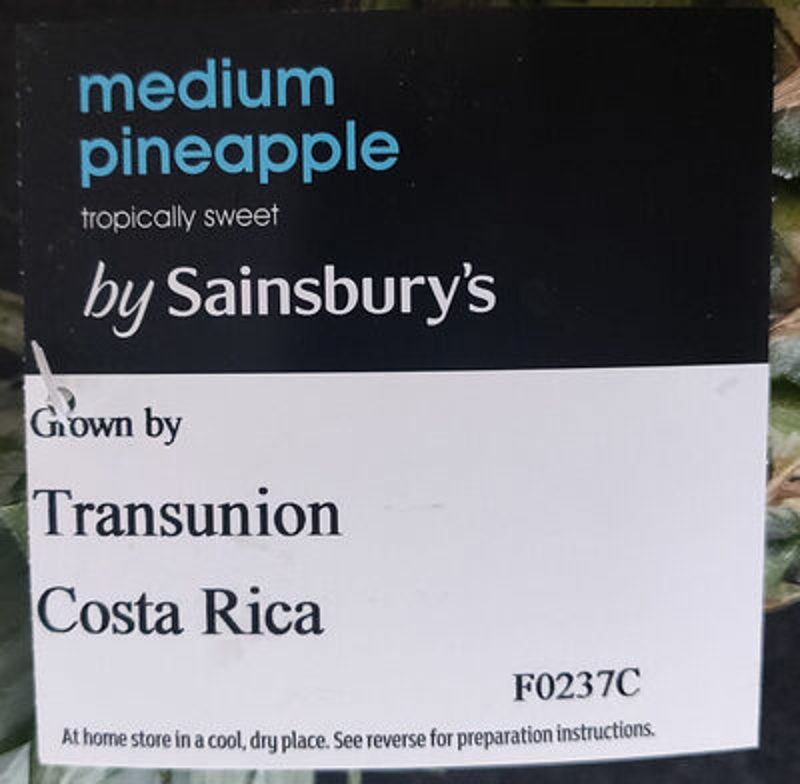 medium
pineapple
tropically sweet
by Sainsbury's
Grown by
Transunion
Costa Rica
F0237C
At home store in a cool, dry place. See reverse for preparation instructions.